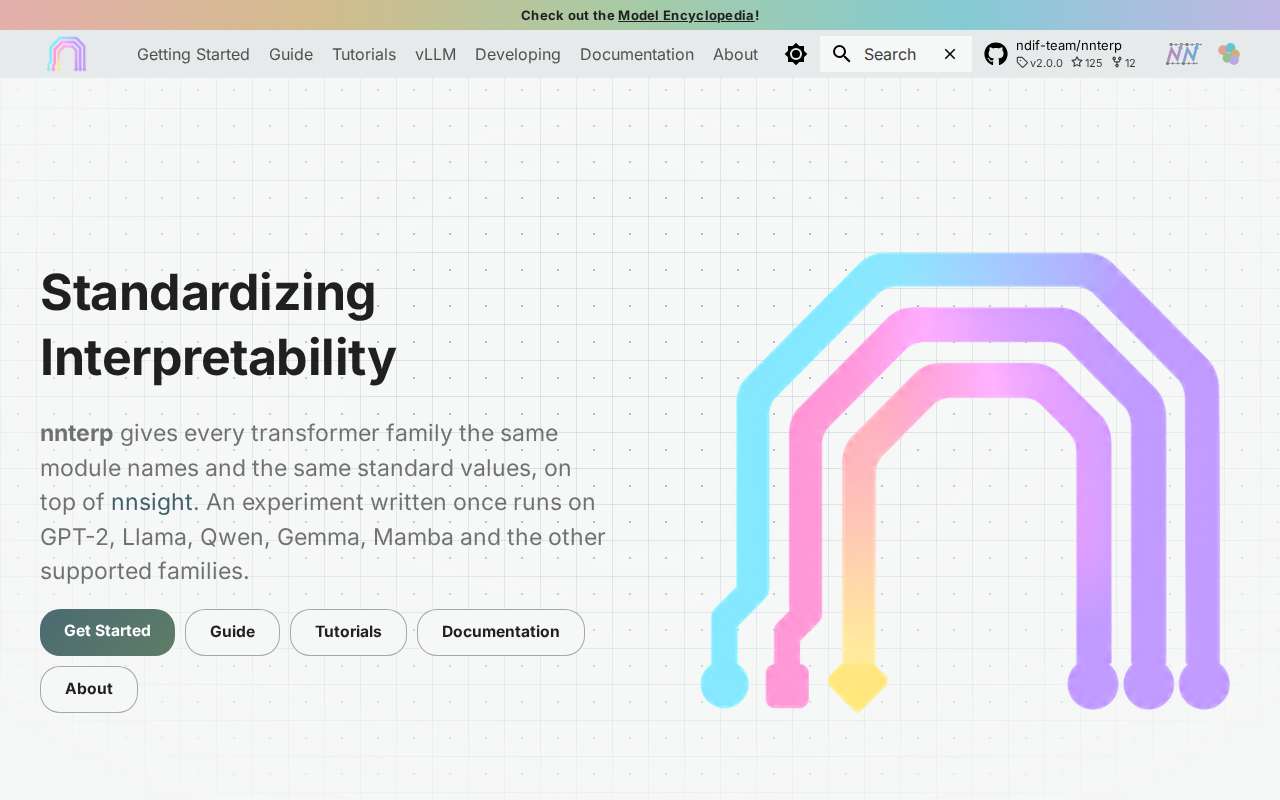 Check out the Model Encyclopedia!
Getting Started Guide Tutorials vLLM Developing Documentation About Search ndif-team/nnterp
v2.0.0 125 12
NN
Standardizing
Interpretability
nnterp gives every transformer family the same
module names and the same standard values, on
top of nnsight. An experiment written once runs on
GPT-2, Llama, Qwen, Gemma, Mamba and the other
supported families.
Get Started Guide Tutorials Documentation
About